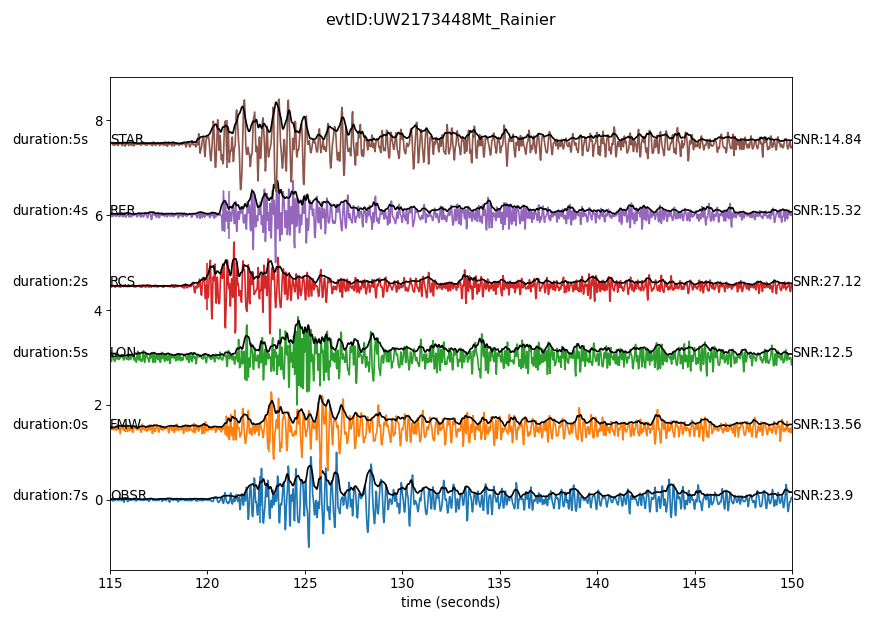 evtID:UW2173448Mt_Rainier
8
duration:5s STAR SNR:14.84
duration:4s RER SNR:15.32
6
duration:2s RCS SNR:27.12
4
duration:5s LON SNR:12.5
2
duration:0s FMW SNR:13.56
duration:7s OBSR SNR:23.9
0
115 120 125 130 135 140 145 150
time (seconds)